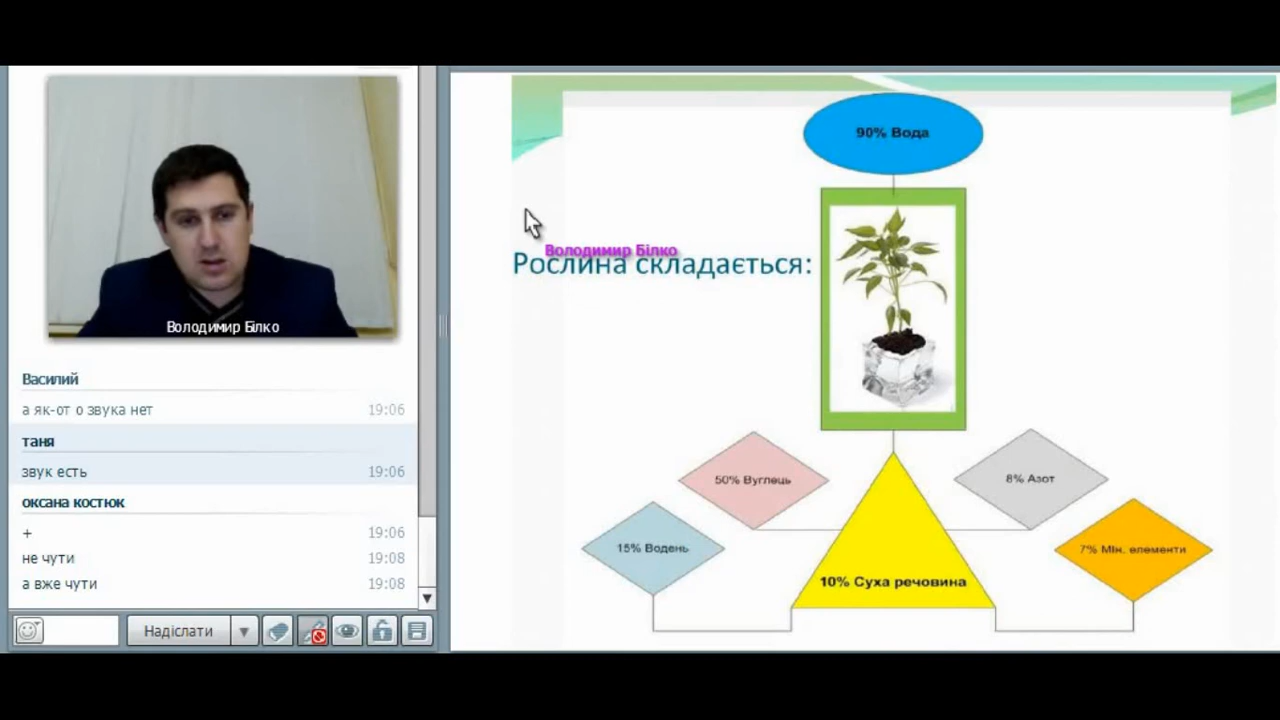 Володимир Білко
Василий
а як-от о звука нет 19:06
таня
звук есть 19:06
оксана костюк
+ 19:06
не чути 19:08
а вже чути 19:08
Надіслати
90% Вода
Володимир Білко
Рослина складається:
50% Вуглець
8% Азот
15% Водень
7% Мін. елементи
10% Суха речовина